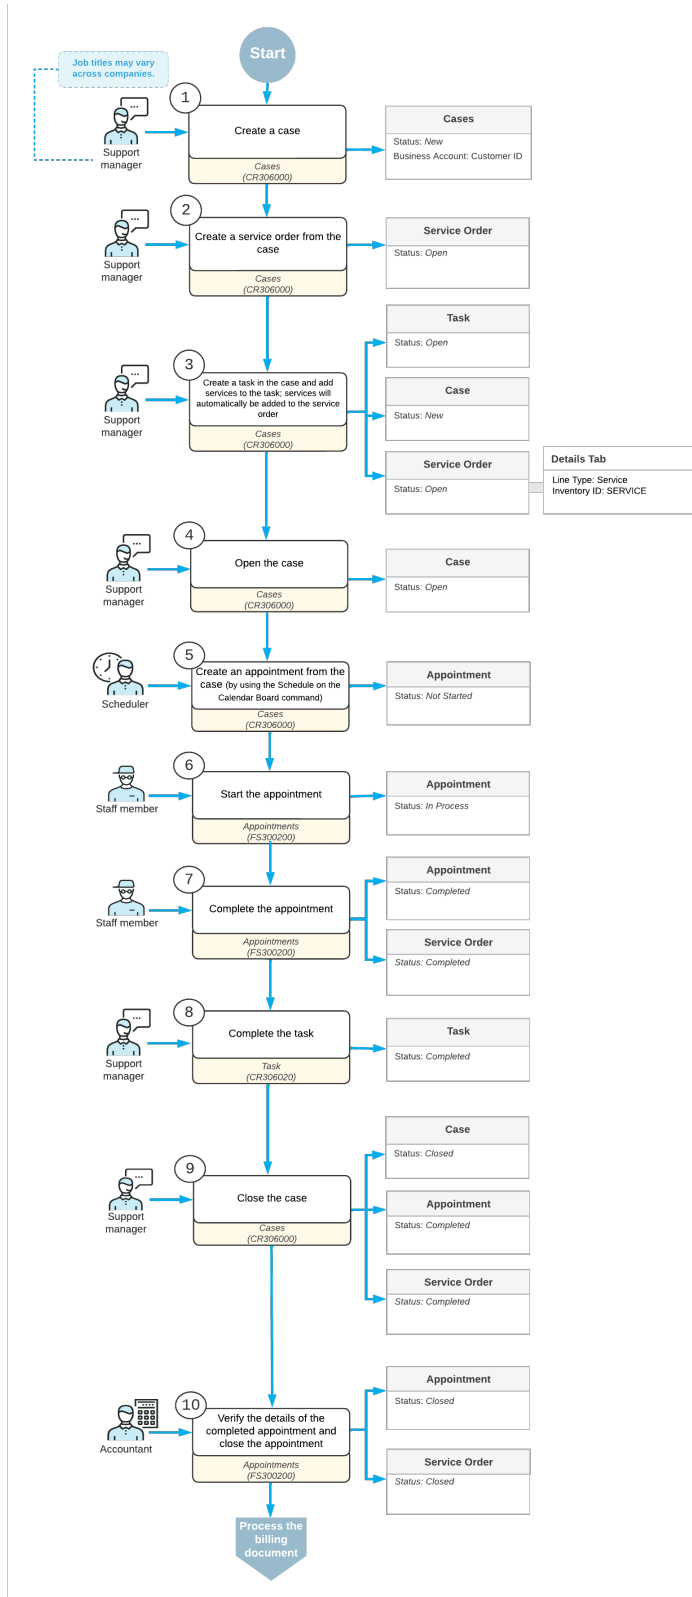 Start
Job titles may vary
across companies.
1
Create a case
Cases
(CR306000)
Support
manager
Cases
Status: New
Business Account: Customer ID
2
Create a service order from the
case
Cases
(CR306000)
Support
manager
Service Order
Status: Open
3
Create a task in the case and add
services to the task; services will
automatically be added to the service
order
Cases
(CR306000)
Support
manager
Task
Status: Open
Case
Status: New
Service Order
Status: Open
Details Tab
Line Type: Service
Inventory ID: SERVICE
4
Open the case
Cases
(CR306000)
Support
manager
Case
Status: Open
5
Create an appointment from the
case (by using the Schedule on the
Calendar Board command)
Cases
(CR306000)
Scheduler
Appointment
Status: Not Started
6
Start the appointment
Appointments
(FS300200)
Staff member
Appointment
Status: In Process
7
Complete the appointment
Appointments
(FS300200)
Staff member
Appointment
Status: Completed
Service Order
Status: Completed
8
Complete the task
Task
(CR306020)
Support
manager
Task
Status: Completed
9
Close the case
Cases
(CR306000)
Support
manager
Case
Status: Closed
Appointment
Status: Completed
Service Order
Status: Completed
10
Verify the details of the
completed appointment and
close the appointment
Appointments
(FS300200)
Accountant
Appointment
Status: Closed
Service Order
Status: Closed
Process the
billing
document